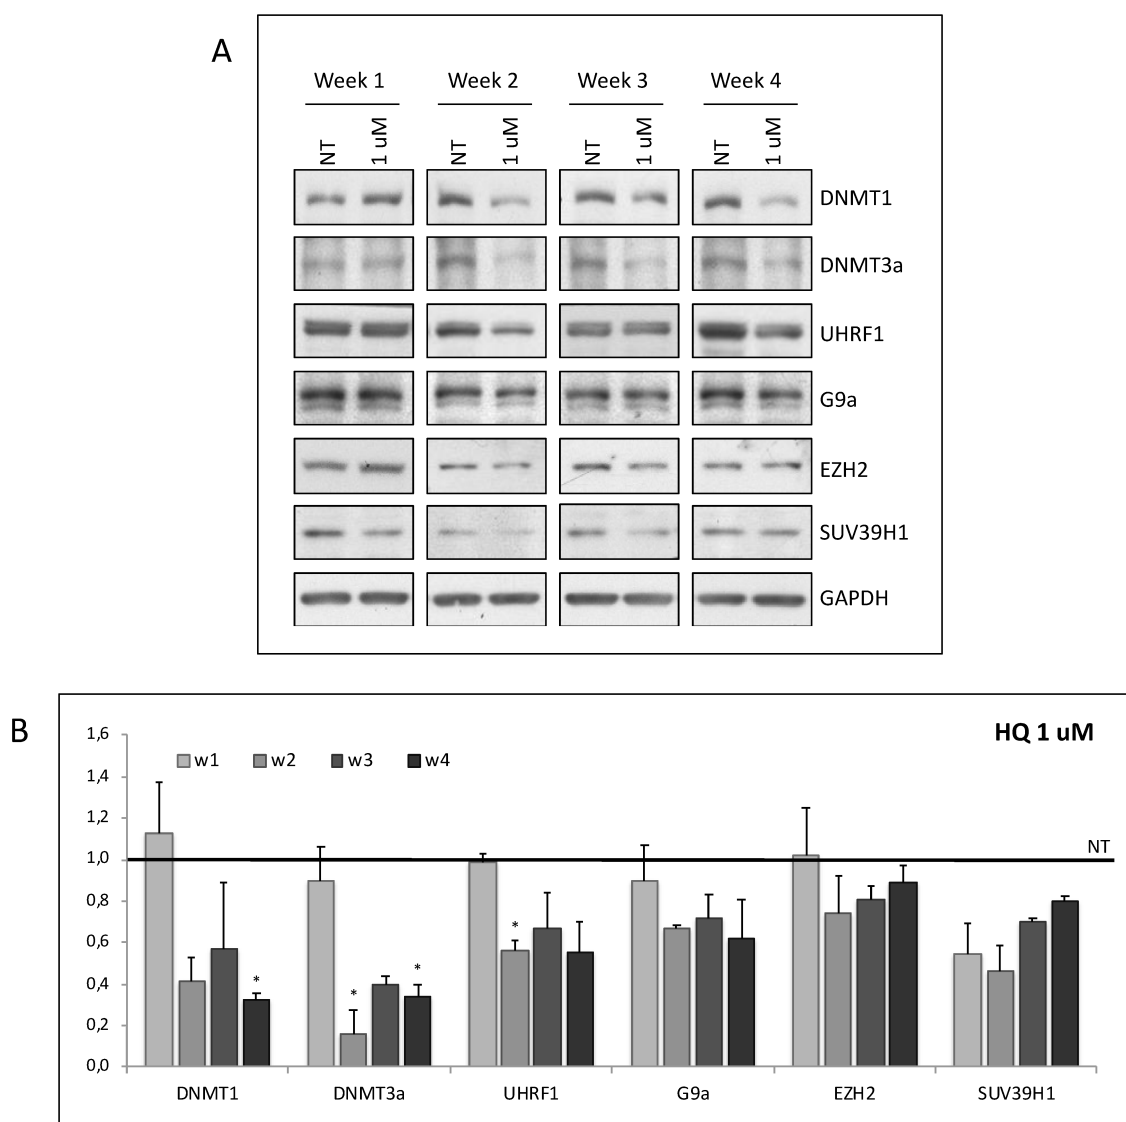 A
Week 1 Week 2 Week 3 Week 4
NT 1 uM NT 1 uM NT 1 uM NT 1 uM
DNMT1
DNMT3a
UHRF1
G9a
EZH2
SUV39H1
GAPDH
B
HQ 1 uM
w1 w2 w3 w4
1,6
1,4
1,2
1,0
0,8
0,6
0,4
0,2
0,0
NT
*
* *
*
DNMT1 DNMT3a UHRF1 G9a EZH2 SUV39H1